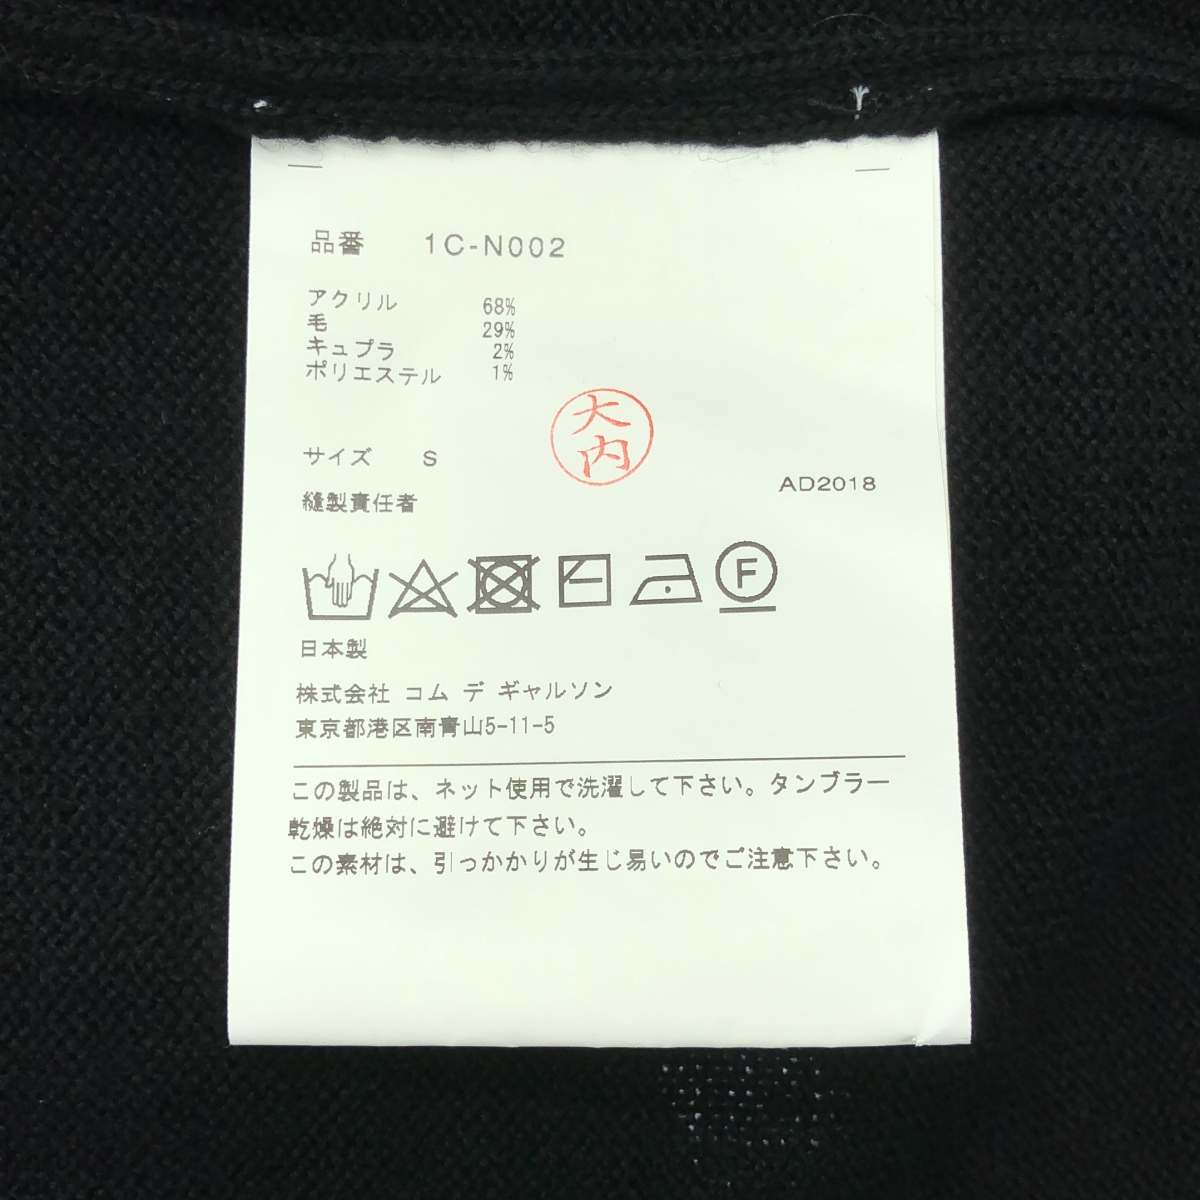 品番 1C-N002
アクリル 68%
毛 29%
キュプラ 2%
ポリエステル 1%
大内
サイズ S
AD2018
縫製責任者
F
日本製
株式会社 コム デ ギャルソン
東京都港区南青山5-11-5
この製品は、ネット使用で洗濯して下さい。タンブラー
乾燥は絶対に避けて下さい。
この素材は、引っかかりが生じ易いのでご注意下さい。